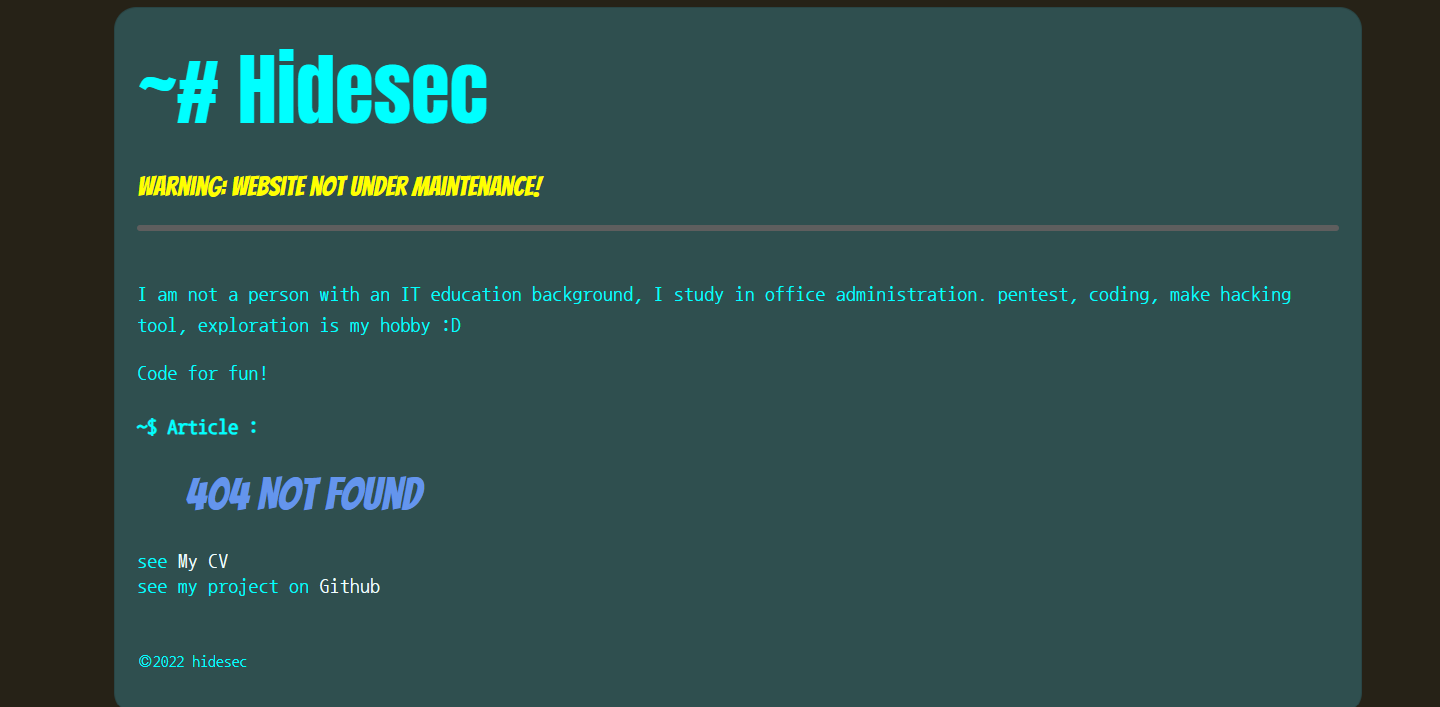 ~# Hidesec
WARNING: WEBSITE NOT UNDER MAINTENANCE!
I am not a person with an IT education background, I study in office administration. pentest, coding, make hacking
tool, exploration is my hobby :D
Code for fun!
~$ Article :
404 NOT FOUND
see My CV
see my project on Github
©2022 hidesec